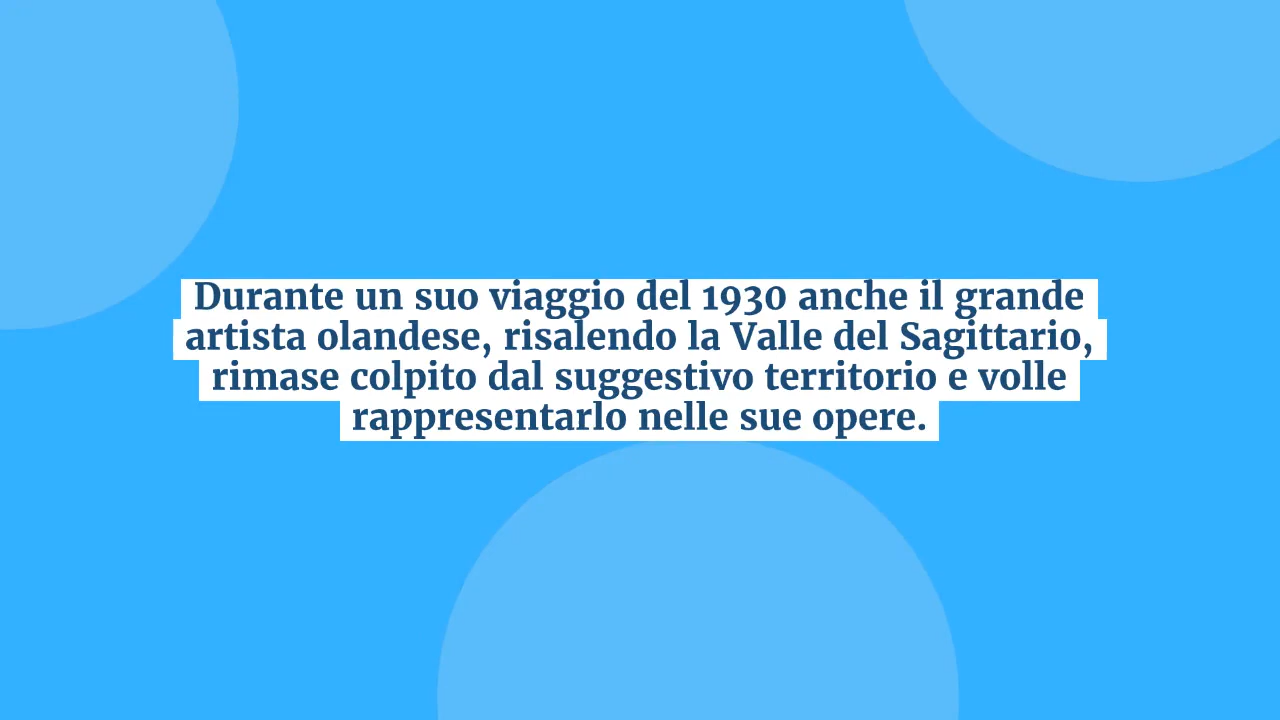 Durante un suo viaggio del 1930 anche il grande
artista olandese, risalendo la Valle del Sagittario,
rimase colpito dal suggestivo territorio e volle
rappresentarlo nelle sue opere.